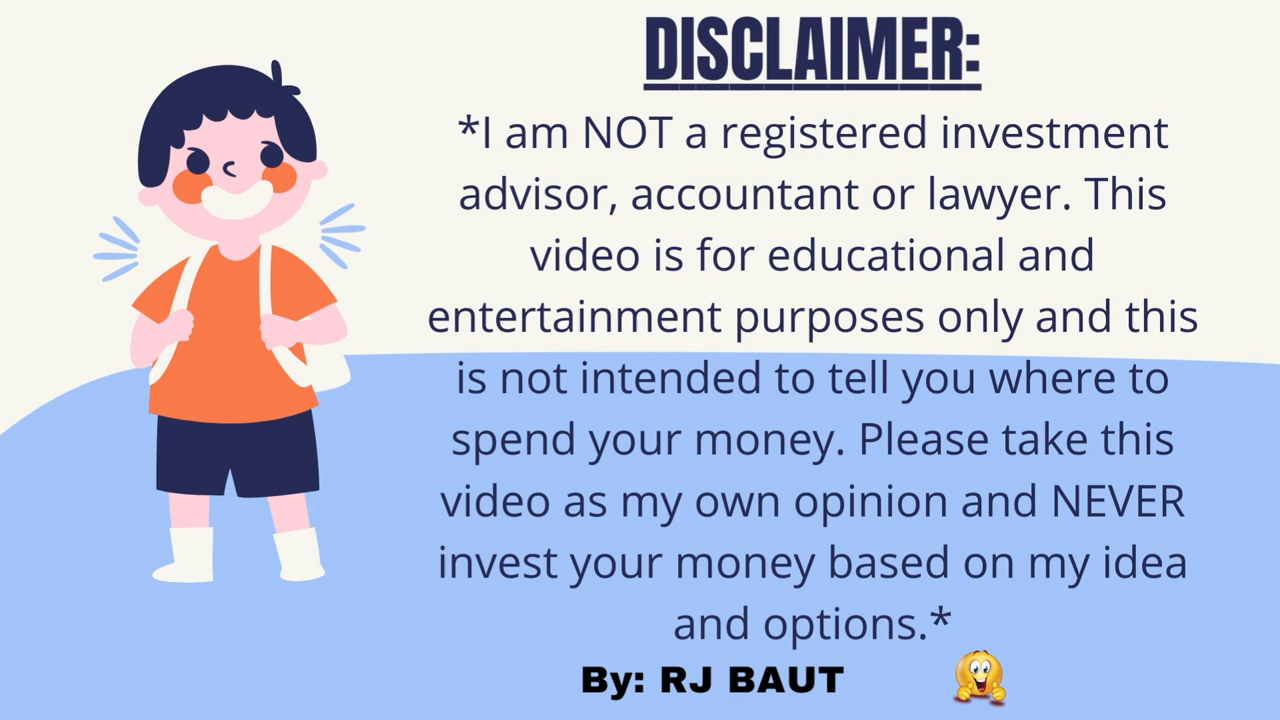 DISCLAIMER:
*I am NOT a registered investment
advisor, accountant or lawyer. This
video is for educational and
entertainment purposes only and this
is not intended to tell you where to
spend your money. Please take this
video as my own opinion and NEVER
invest your money based on my idea
and options.*
By: RJ BAUT